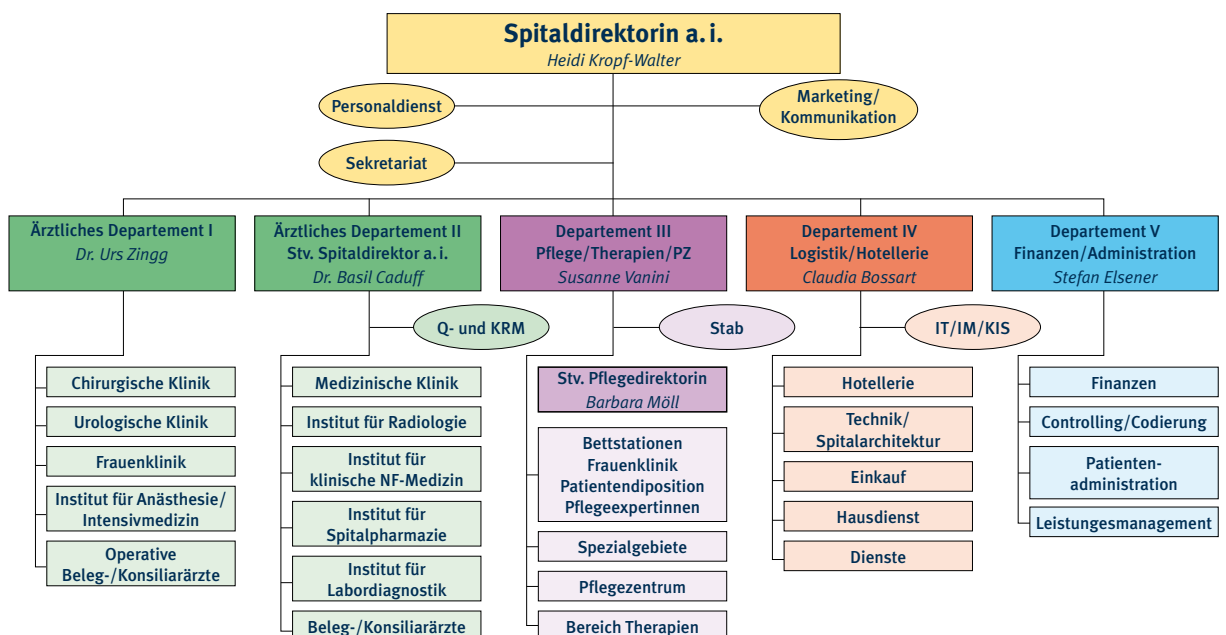 Spitaldirektorin a. i.
Heidi Kropf-Walter
Personaldienst
Marketing/
Kommunikation
Sekretariat
Ärztliches Departement I
Dr. Urs Zingg
Ärztliches Departement II
Stv. Spitaldirektor a. i.
Dr. Basil Caduff
Departement III
Pflege/Therapien/PZ
Susanne Vanini
Departement IV
Logistik/Hotellerie
Claudia Bossart
Departement V
Finanzen/Administration
Stefan Elsener
Q- und KRM
Stab
IT/IM/KIS
Chirurgische Klinik
Urologische Klinik
Frauenklinik
Institut für Anästhesie/
Intensivmedizin
Operative
Beleg-/Konsiliarärzte
Medizinische Klinik
Institut für Radiologie
Institut für
klinische NF-Medizin
Institut für
Spitalpharmazie
Institut für
Labordiagnostik
Beleg-/Konsiliarärzte
Stv. Pflegedirektorin
Barbara Möll
Bettstationen
Frauenklinik
Patientendiposition
Pflegeexpertinnen
Spezialgebiete
Pflegezentrum
Bereich Therapien
Hotellerie
Technik/
Spitalarchitektur
Einkauf
Hausdienst
Dienste
Finanzen
Controlling/Codierung
Patienten-
administration
Leistungesmanagement